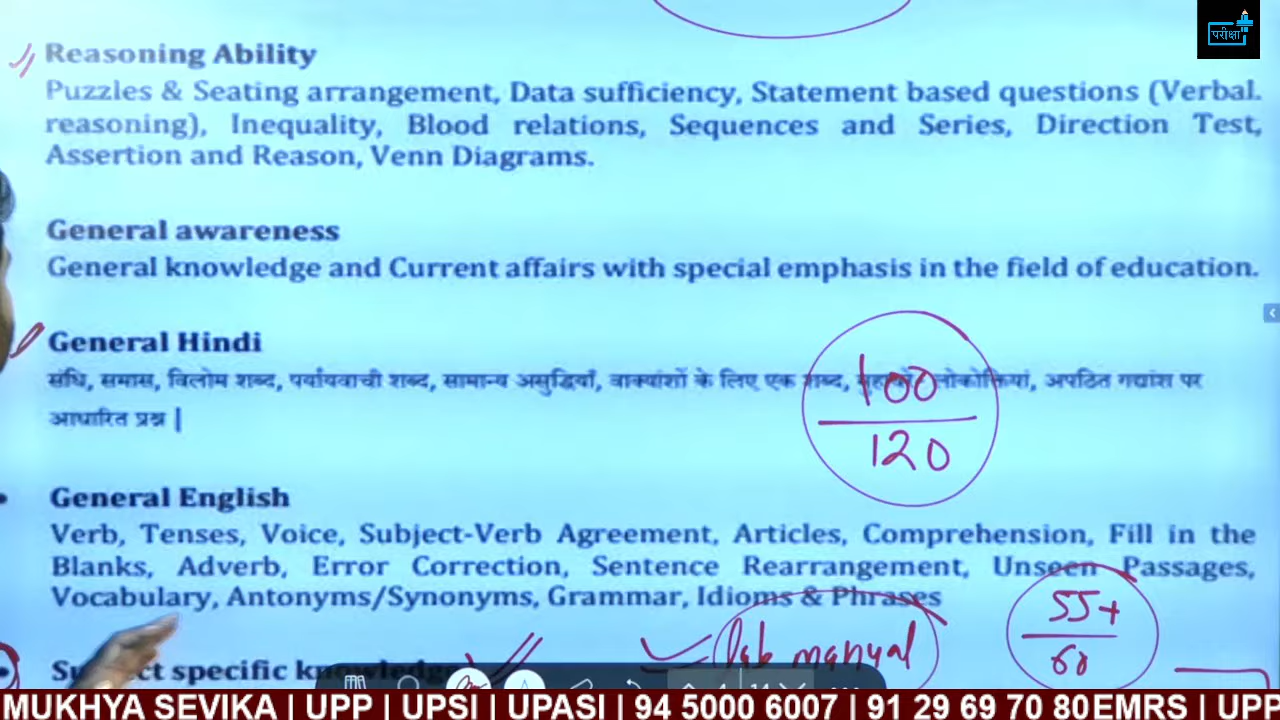 परीक्षा
Reasoning Ability
Puzzles & Seating arrangement, Data sufficiency, Statement based questions (Verbal.
reasoning), Inequality, Blood relations, Sequences and Series, Direction Test,
Assertion and Reason, Venn Diagrams.
General awareness
General knowledge and Current affairs with special emphasis in the field of education.
General Hindi
संधि, समास, विलोम शब्द, पर्यायवाची शब्द, सामान्य अशुद्धियाँ, वाक्यांशों के लिए एक शब्द, लोकोक्तियां, अपठित गद्यांश पर
आधारित प्रश्न |
100
120
General English
Verb, Tenses, Voice, Subject-Verb Agreement, Articles, Comprehension, Fill in the
Blanks, Adverb, Error Correction, Sentence Rearrangement, Unseen Passages,
Vocabulary, Antonyms/Synonyms, Grammar, Idioms & Phrases
55+
60
manual
specific knowledge
MUKHYA SEVIKA | UPP | UPSI | UPASI | 94 5000 6007 | 91 29 69 70 80 EMRS | UPP